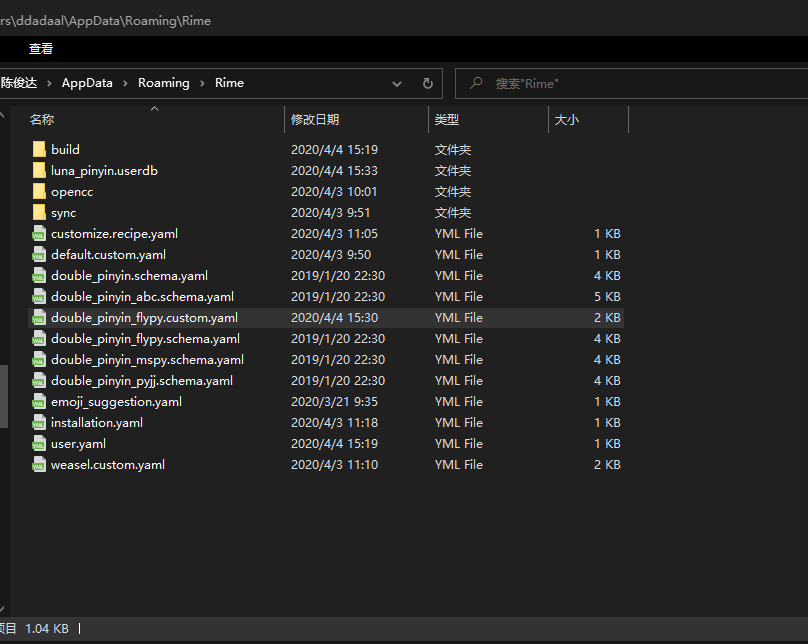 rs\ddadaal\AppData\Roaming\Rime
查看
陈俊达 › AppData › Roaming › Rime
搜索"Rime"
名称 修改日期 类型 大小
build 2020/4/4 15:19 文件夹
luna_pinyin.userdb 2020/4/4 15:33 文件夹
opencc 2020/4/3 10:01 文件夹
sync 2020/4/3 9:51 文件夹
customize.recipe.yaml 2020/4/3 11:05 YML File 1 KB
default.custom.yaml 2020/4/3 9:50 YML File 1 KB
double_pinyin.schema.yaml 2019/1/20 22:30 YML File 4 KB
double_pinyin_abc.schema.yaml 2019/1/20 22:30 YML File 5 KB
double_pinyin_flypy.custom.yaml 2020/4/4 15:30 YML File 2 KB
double_pinyin_flypy.schema.yaml 2019/1/20 22:30 YML File 4 KB
double_pinyin_mspy.schema.yaml 2019/1/20 22:30 YML File 4 KB
double_pinyin_pyjj.schema.yaml 2019/1/20 22:30 YML File 4 KB
emoji_suggestion.yaml 2020/3/21 9:35 YML File 1 KB
installation.yaml 2020/4/3 11:18 YML File 1 KB
user.yaml 2020/4/4 15:19 YML File 1 KB
weasel.custom.yaml 2020/4/3 11:10 YML File 2 KB
项目 1.04 KB